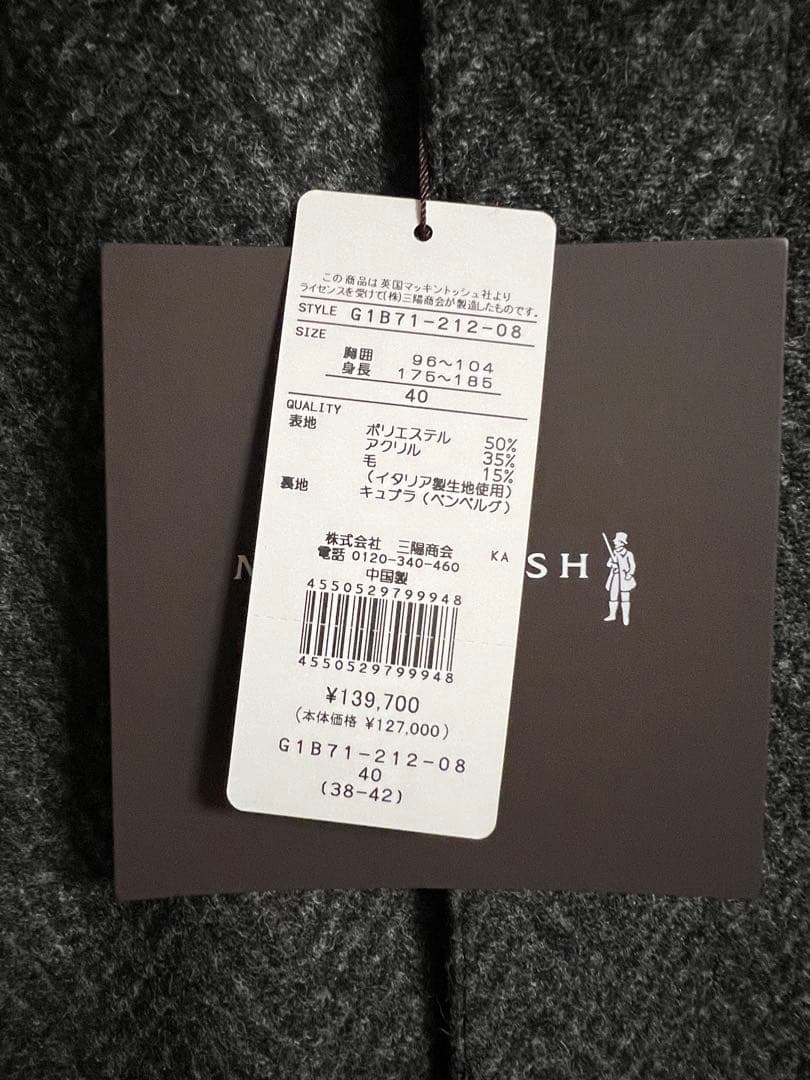 この商品は英国マッキントッシュ社より
ライセンスを受けて(株)三陽商会が製造したものです。
STYLE G1B71-212-08
SIZE
胸囲 96〜104
身長 175〜185
40
QUALITY
表地 ポリエステル 50%
アクリル 35%
毛 15%
(イタリア製生地使用)
裏地 キュプラ(ベンベルグ)
株式会社 三陽商会 KA
電話 0120-340-460
中国製
4550529799948
4550529799948
¥139,700
(本体価格 ¥127,000)
G1B71-212-08
40
(38-42)
M SH